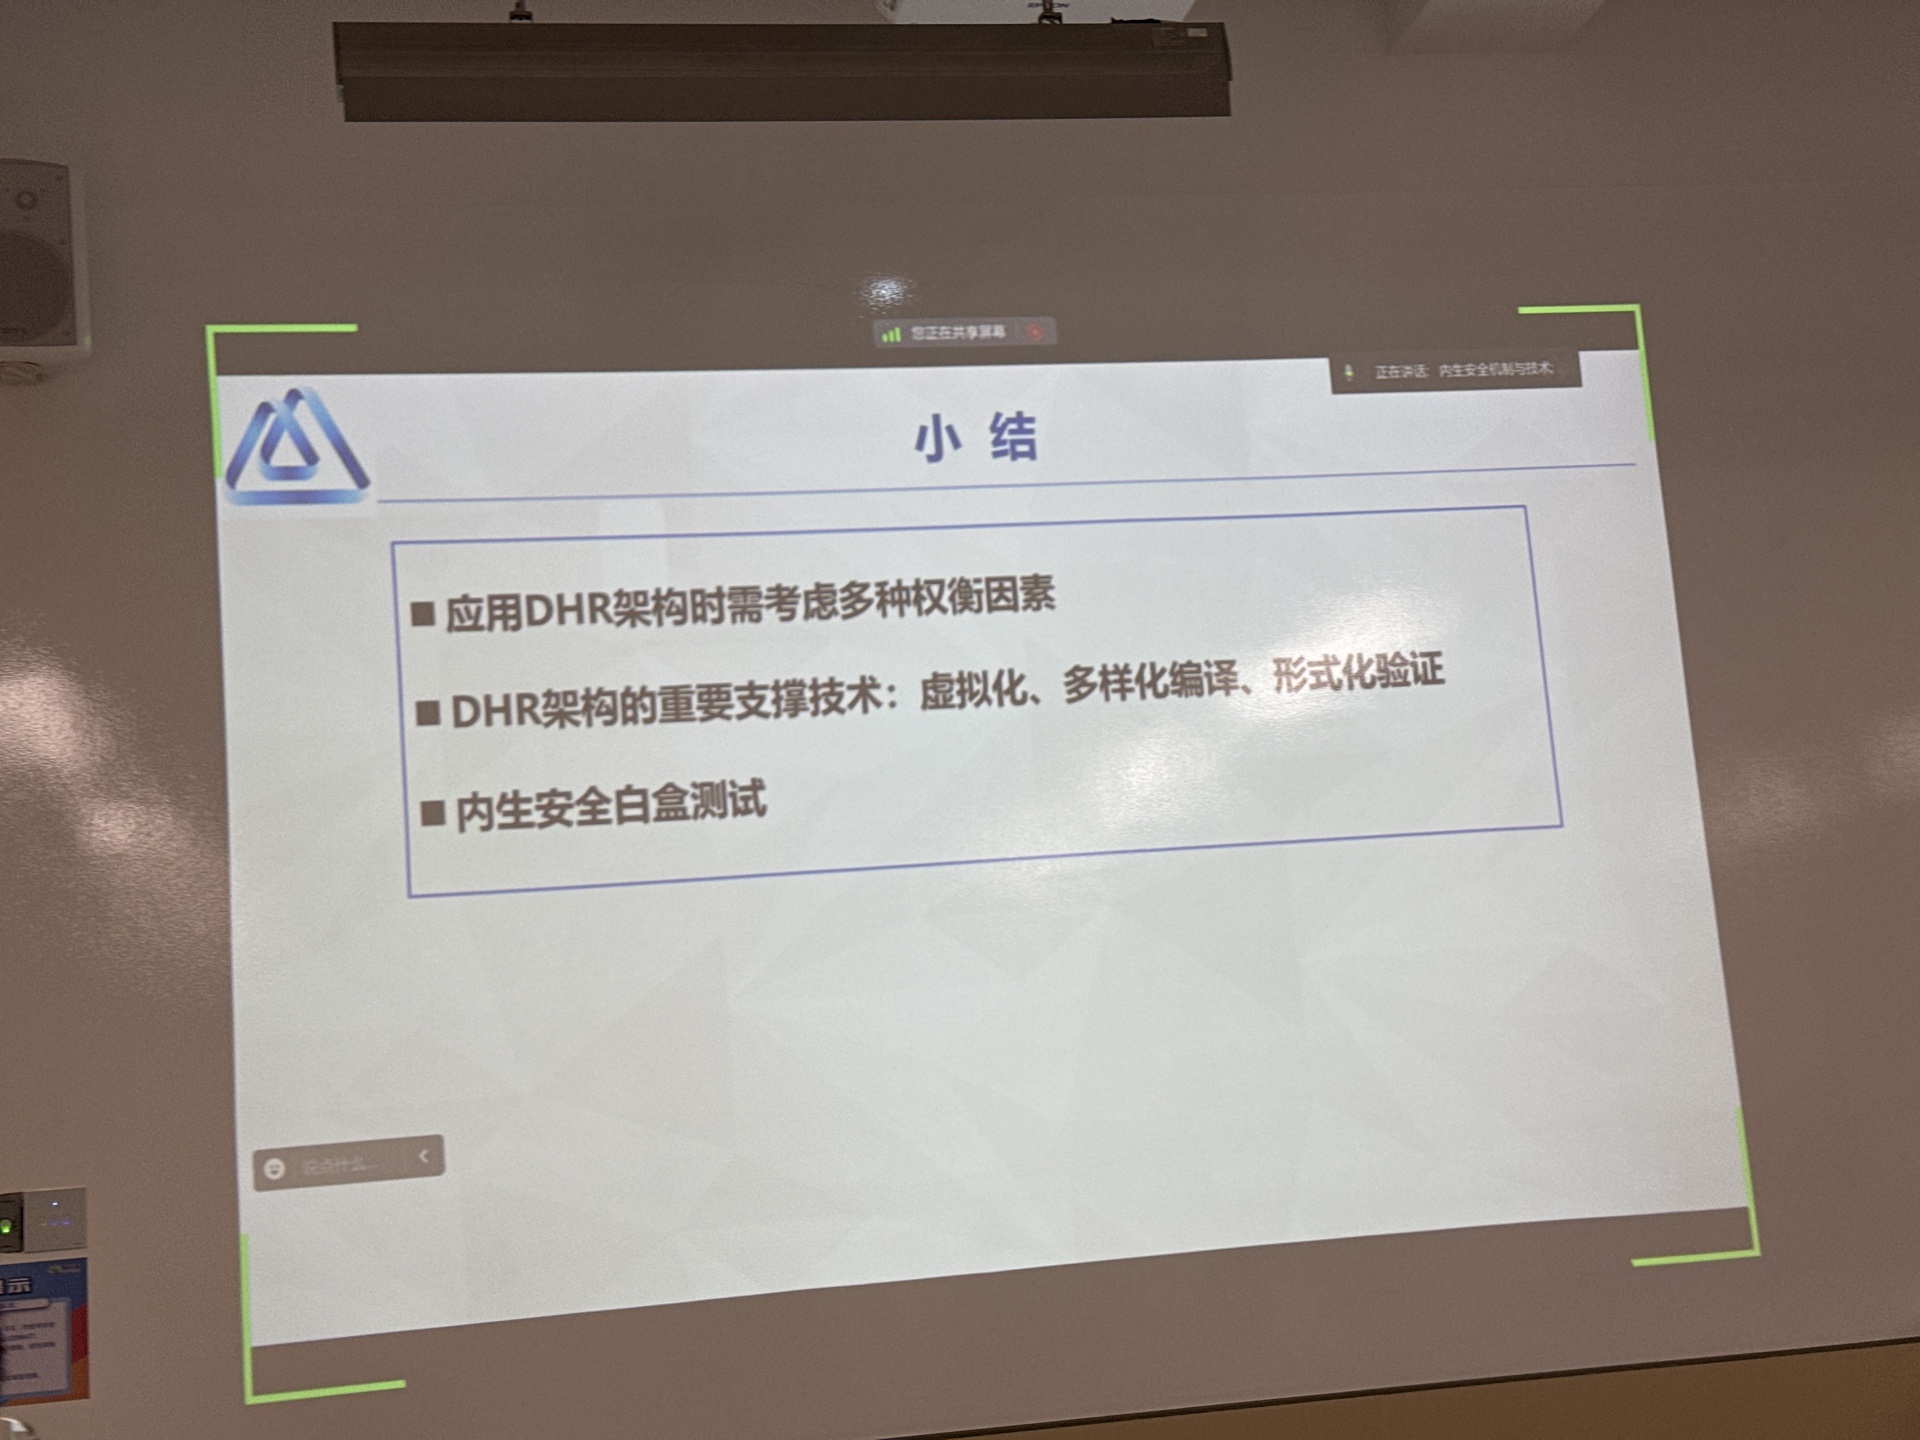 EPSON
您正在共享屏幕
正在讲话: 内生安全机制与技术;
小 结
■ 应用DHR架构时需考虑多种权衡因素
■ DHR架构的重要支撑技术：虚拟化、多样化编译、形式化验证
■ 内生安全白盒测试
说点什么...
示